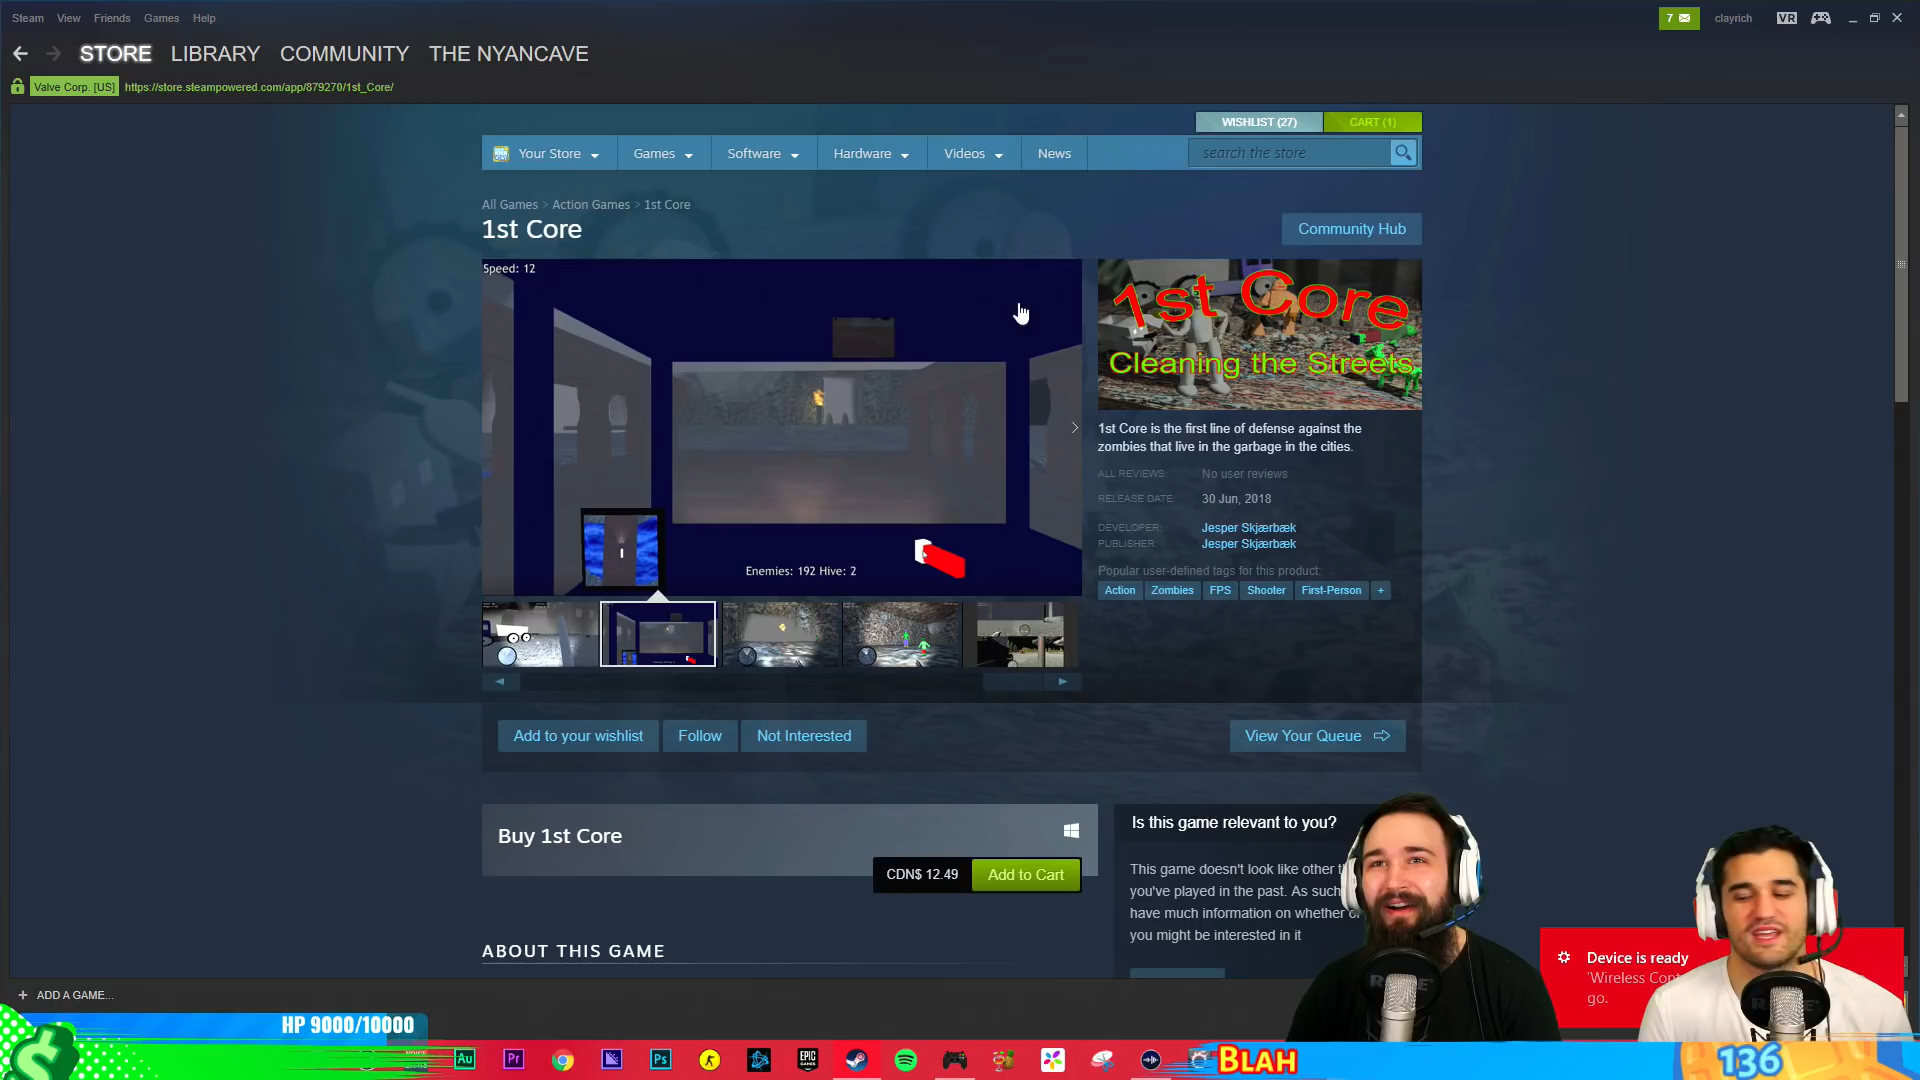 Steam View Friends Games Help
7 clayrich VR
STORE LIBRARY COMMUNITY THE NYANCAVE
Valve Corp. [US] https://store.steampowered.com/app/879270/1st_Core/
WISHLIST (27) CART (1)
Your Store Games Software Hardware Videos News search the store
All Games > Action Games > 1st Core
1st Core
Community Hub
Speed: 12
Enemies: 192 Hive: 2
1st Core
Cleaning the Streets
1st Core is the first line of defense against the
zombies that live in the garbage in the cities.
ALL REVIEWS: No user reviews
RELEASE DATE: 30 Jun, 2018
DEVELOPER: Jesper Skjærbæk
PUBLISHER: Jesper Skjærbæk
Popular user-defined tags for this product:
Action Zombies FPS Shooter First-Person +
Add to your wishlist Follow Not Interested View Your Queue
Buy 1st Core
CDN$ 12.49 Add to Cart
Is this game relevant to you?
This game doesn't look like other
you've played in the past. As such
have much information on whether
you might be interested in it
ABOUT THIS GAME
Device is ready
'Wireless
go.
+ ADD A GAME...
HP 9000/10000
Au Pr Ps EPIC GAMES BLAH 136